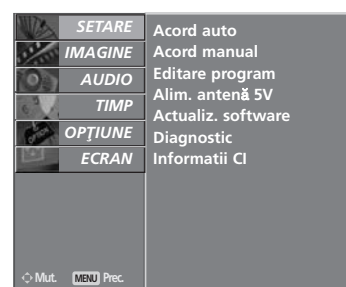 SETARE
IMAGINE
AUDIO
TIMP
OPŢIUNE
ECRAN
Acord auto
Acord manual
Editare program
Alim. antenă 5V
Actualiz. software
Diagnostic
Informatii CI
Mut. MENU Prec.